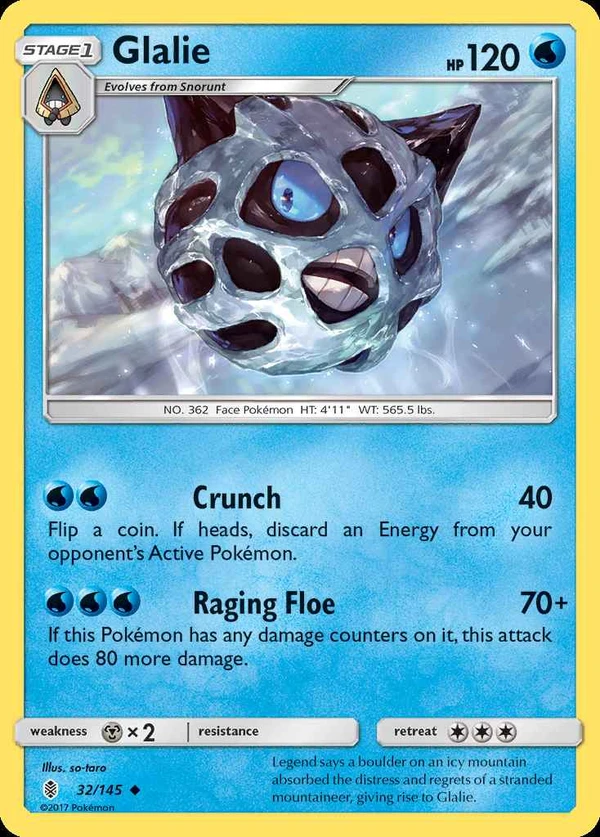 STAGE1
Glalie
HP 120
Evolves from Snorunt
NO. 362 Face Pokémon HT: 4'11" WT: 565.5 lbs.
Crunch 40
Flip a coin. If heads, discard an Energy from your
opponent's Active Pokémon.
Raging Floe 70+
If this Pokémon has any damage counters on it, this attack
does 80 more damage.
weakness ×2 resistance retreat
Illus. so-taro
32/145
©2017 Pokémon
Legend says a boulder on an icy mountain
absorbed the distress and regrets of a stranded
mountaineer, giving rise to Glalie.